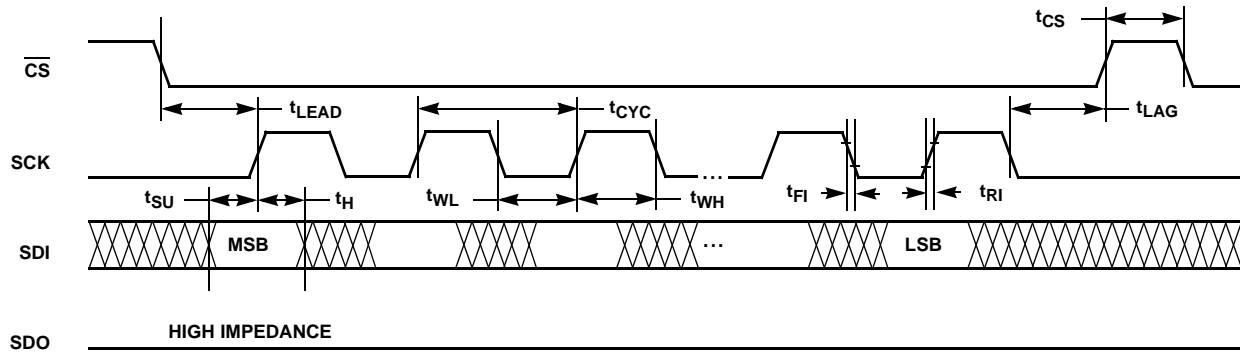 tCS
CS
tLEAD
tCYC
tLAG
SCK
...
tSU
tH
tWL
tWH
tFI
tRI
SDI
MSB
...
LSB
HIGH IMPEDANCE
SDO